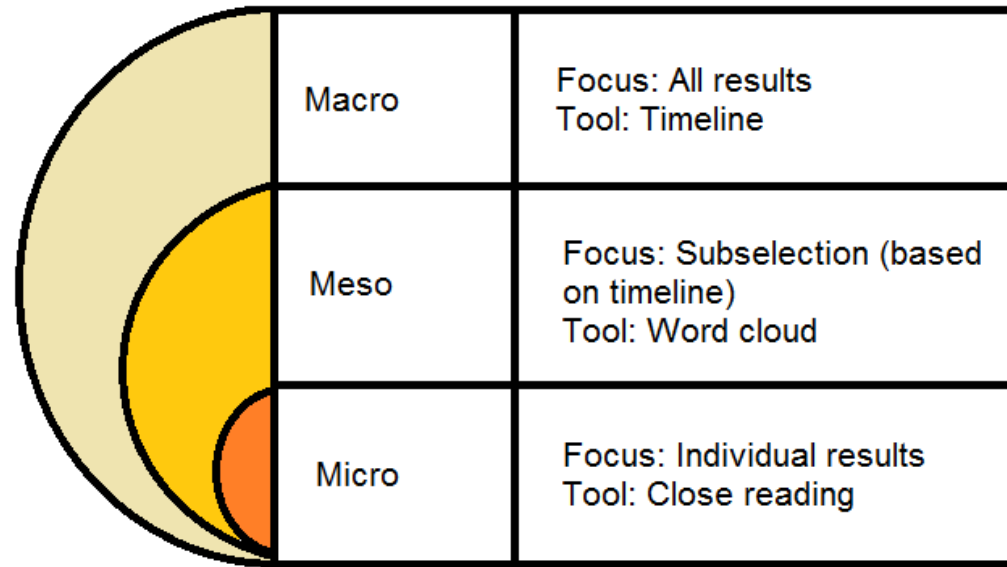 Macro
Focus: All results
Tool: Timeline
Meso
Focus: Subselection (based
on timeline)
Tool: Word cloud
Micro
Focus: Individual results
Tool: Close reading